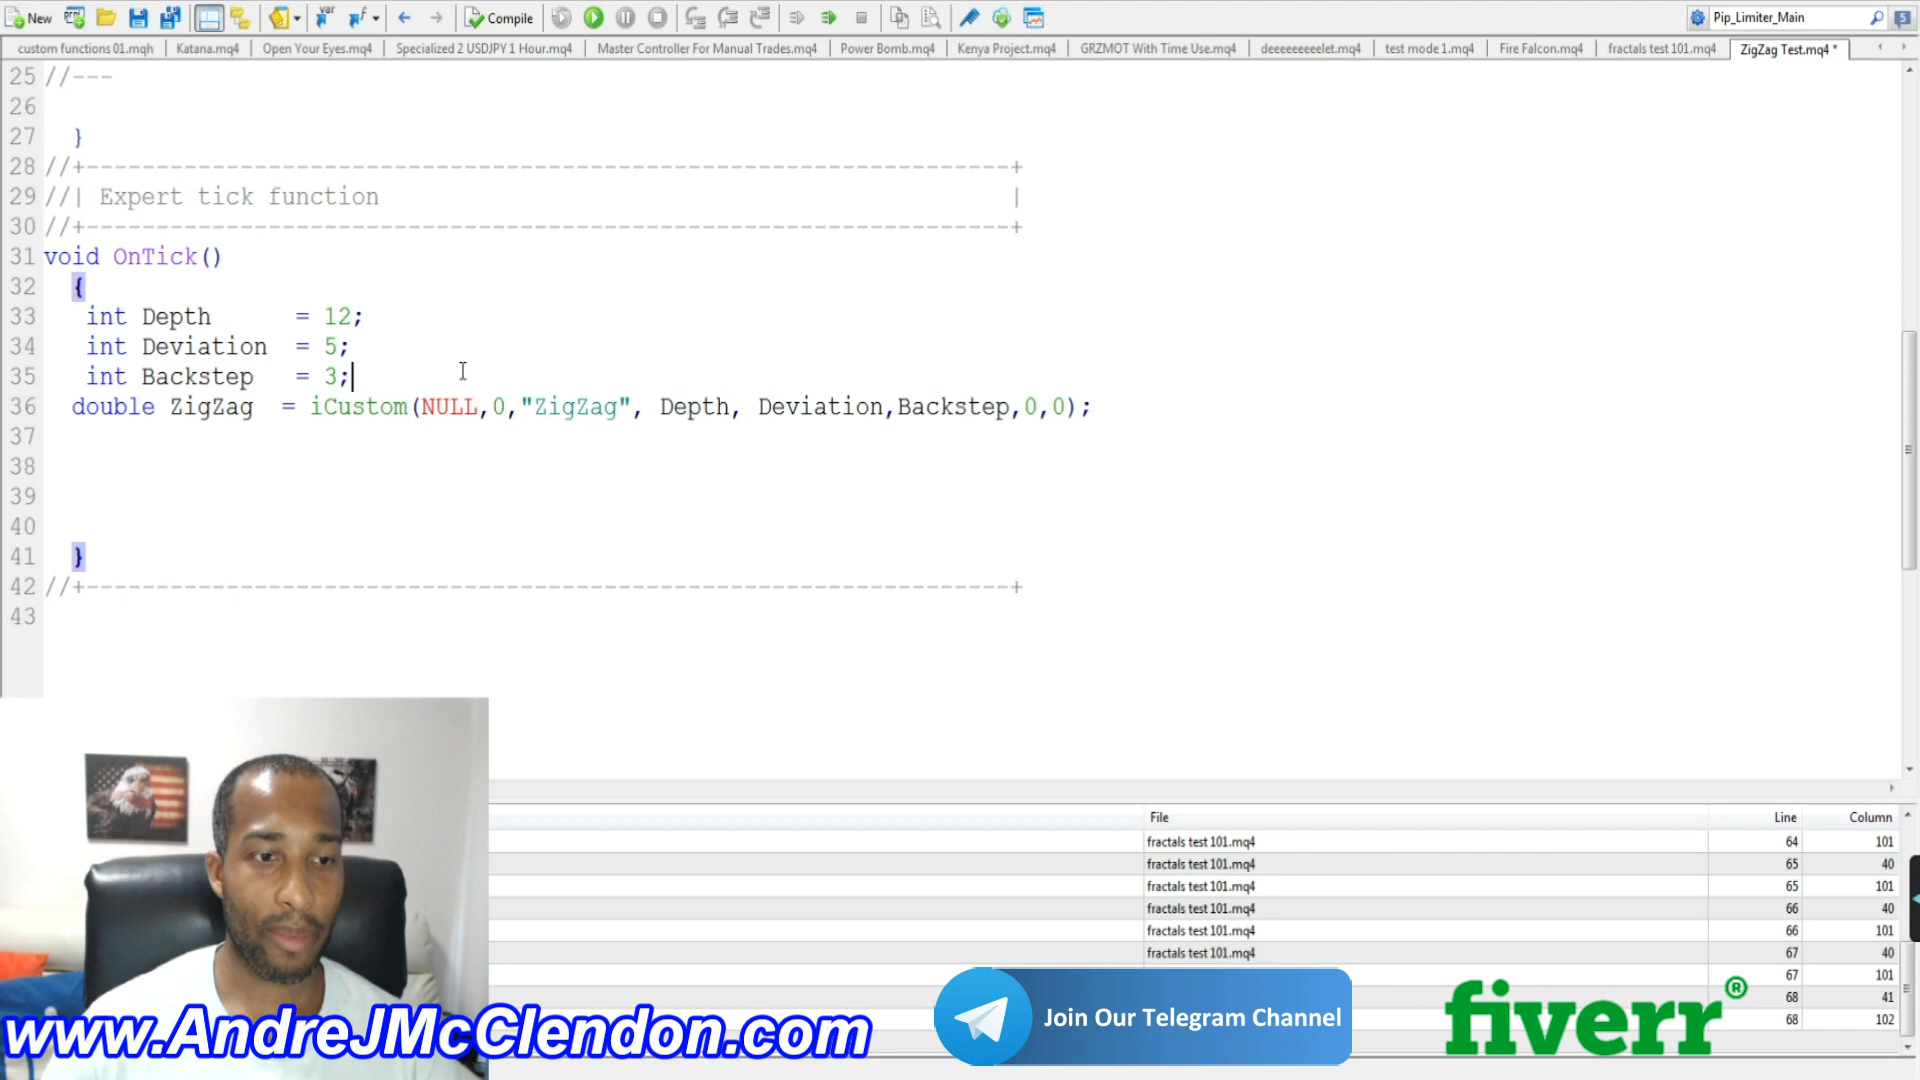 New
Compile
Pip_Limiter_Main
custom functions 01.mqh
Katana.mq4
Open Your Eyes.mq4
Specialized 2 USDJPY 1 Hour.mq4
Master Controller For Manual Trades.mq4
Power Bomb.mq4
Kenya Project.mq4
GRZMOT With Time Use.mq4
deeeeeeeeelet.mq4
test mode 1.mq4
Fire Falcon.mq4
fractals test 101.mq4
ZigZag Test.mq4 *
25 //---
26
27 }
28 //+------------------------------------------------------------------+
29 //| Expert tick function |
30 //+------------------------------------------------------------------+
31 void OnTick()
32 {
33 int Depth = 12;
34 int Deviation = 5;
35 int Backstep = 3;
36 double ZigZag = iCustom(NULL,0,"ZigZag", Depth, Deviation,Backstep,0,0);
37
38
39
40
41 }
42 //+------------------------------------------------------------------+
43
File Line Column
fractals test 101.mq4 64 101
fractals test 101.mq4 65 40
fractals test 101.mq4 65 101
fractals test 101.mq4 66 40
fractals test 101.mq4 66 101
fractals test 101.mq4 67 40
67 101
68 41
68 102
www.AndreJMcClendon.com
Join Our Telegram Channel
fiverr®